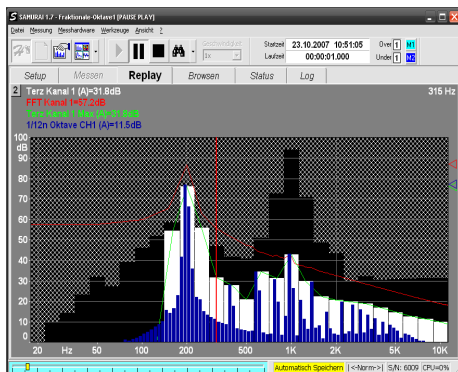 SAMURAI 1.7 - Fraktionale-Oktave1 [PAUSE PLAY]
Datei Messung Messhardware Werkzeuge Ansicht ?
Geschwindigkeit
1x
Startzeit 23.10.2007 10:51:05
Laufzeit 00:00:01.000
Over 1 M1
Under 1 M2
Setup Messen Replay Browsen Status Log
2 Terz Kanal 1 (A)=31.8dB 315 Hz
FFT Kanal 1=57.2dB
Terz Kanal 1 Max (A)=31.8dB
1/12n Oktave CH1 (A)=11.5dB
100
dB
90
80
70
60
50
40
30
20
10
0
20 Hz 50 100 200 500 1K 2K 5K 10K
Automatisch Speichern |<-Norm->| S/N: 6009 CPU=0%